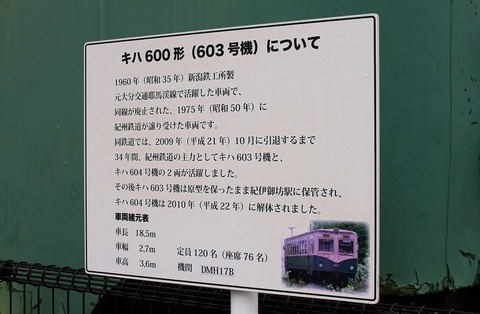 キハ600形（603号機）について
1960年（昭和35年）新潟鉄工所製
元大分交通耶馬渓線で活躍した車両で、
同線が廃止された、1975年（昭和50年）に
紀州鉄道が譲り受けた車両です。
同鉄道では、2009年（平成21年）10月に引退するまで
34年間、紀州鉄道の主力としてキハ603号機と、
キハ604号機の2両が活躍しました。
その後キハ603号機は原型を保ったまま紀伊御坊駅に保管され、
キハ604号機は2010年（平成22年）に解体されました。
車両緒元表
車長　18,5m
車幅　2,7m　定員120名（座席76名）
車高　3,6m　機関　DMH17B